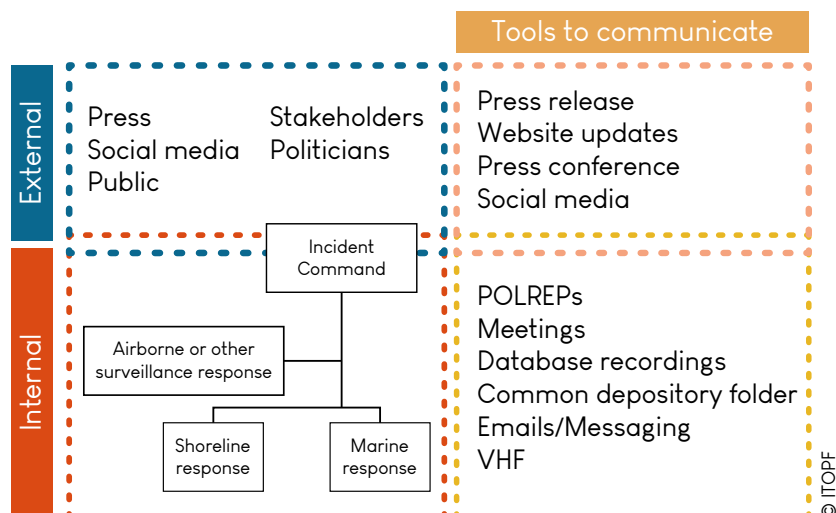 Tools to communicate
External
Press
Social media
Public
Stakeholders
Politicians
Press release
Website updates
Press conference
Social media
Internal
Incident
Command
Airborne or other
surveillance response
Shoreline
response
Marine
response
POLREPs
Meetings
Database recordings
Common depository folder
Emails/Messaging
VHF
© ITOPF